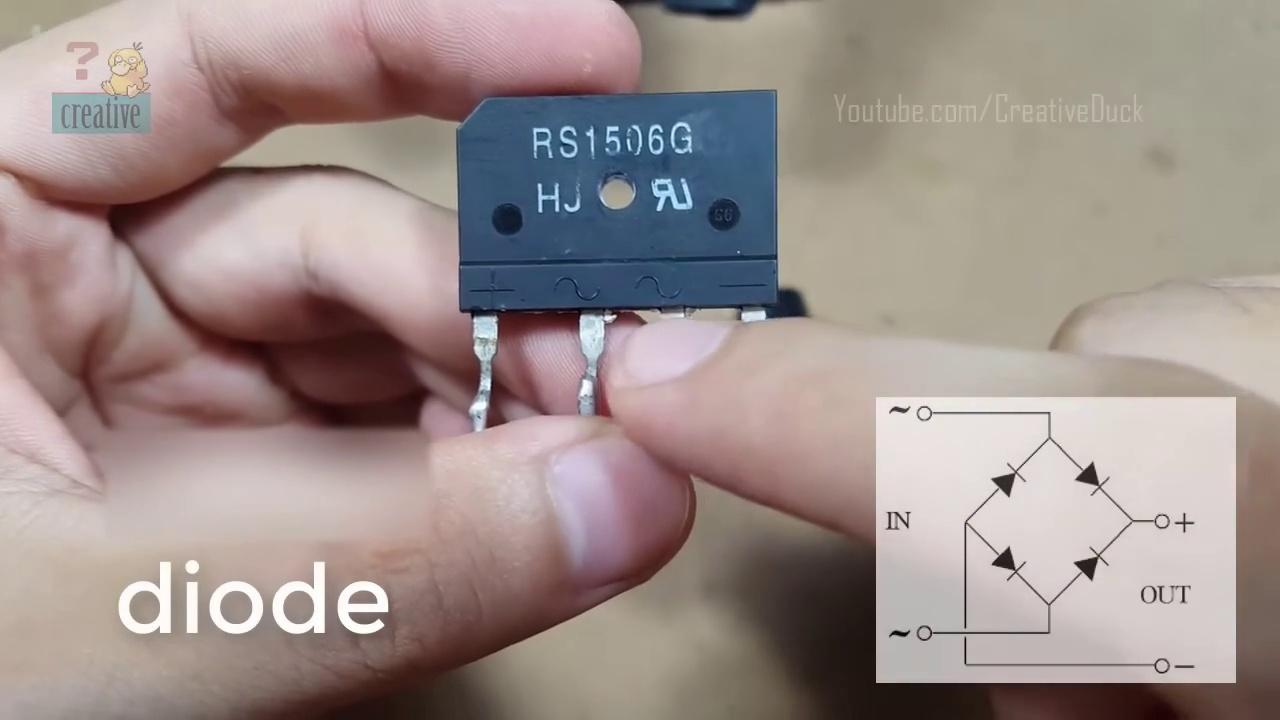 ?
creative
Youtube.com/CreativeDuck
RS1506G
HJ
+ ~ ~ −
~
IN
+
OUT
~
−
diode